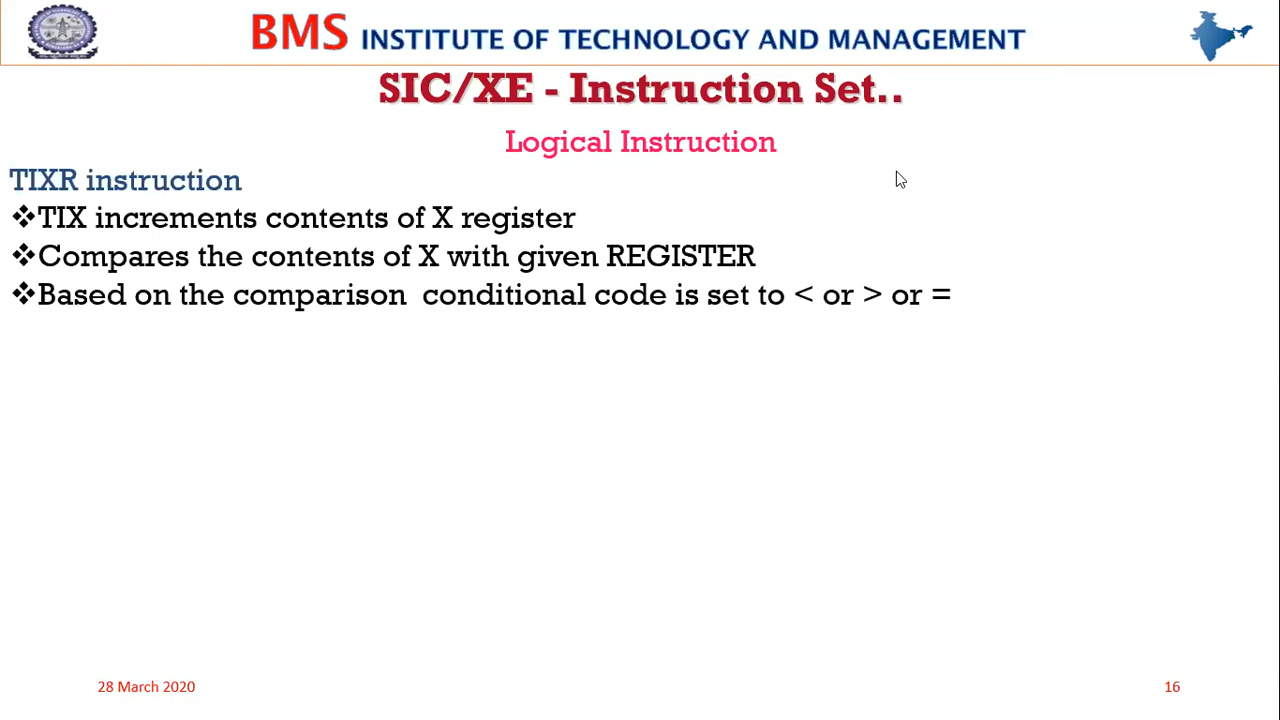 BMS INSTITUTE OF TECHNOLOGY AND MANAGEMENT
SIC/XE - Instruction Set..
Logical Instruction
TIXR instruction
❖TIX increments contents of X register
❖Compares the contents of X with given REGISTER
❖Based on the comparison  conditional code is set to < or > or =
28 March 2020
16